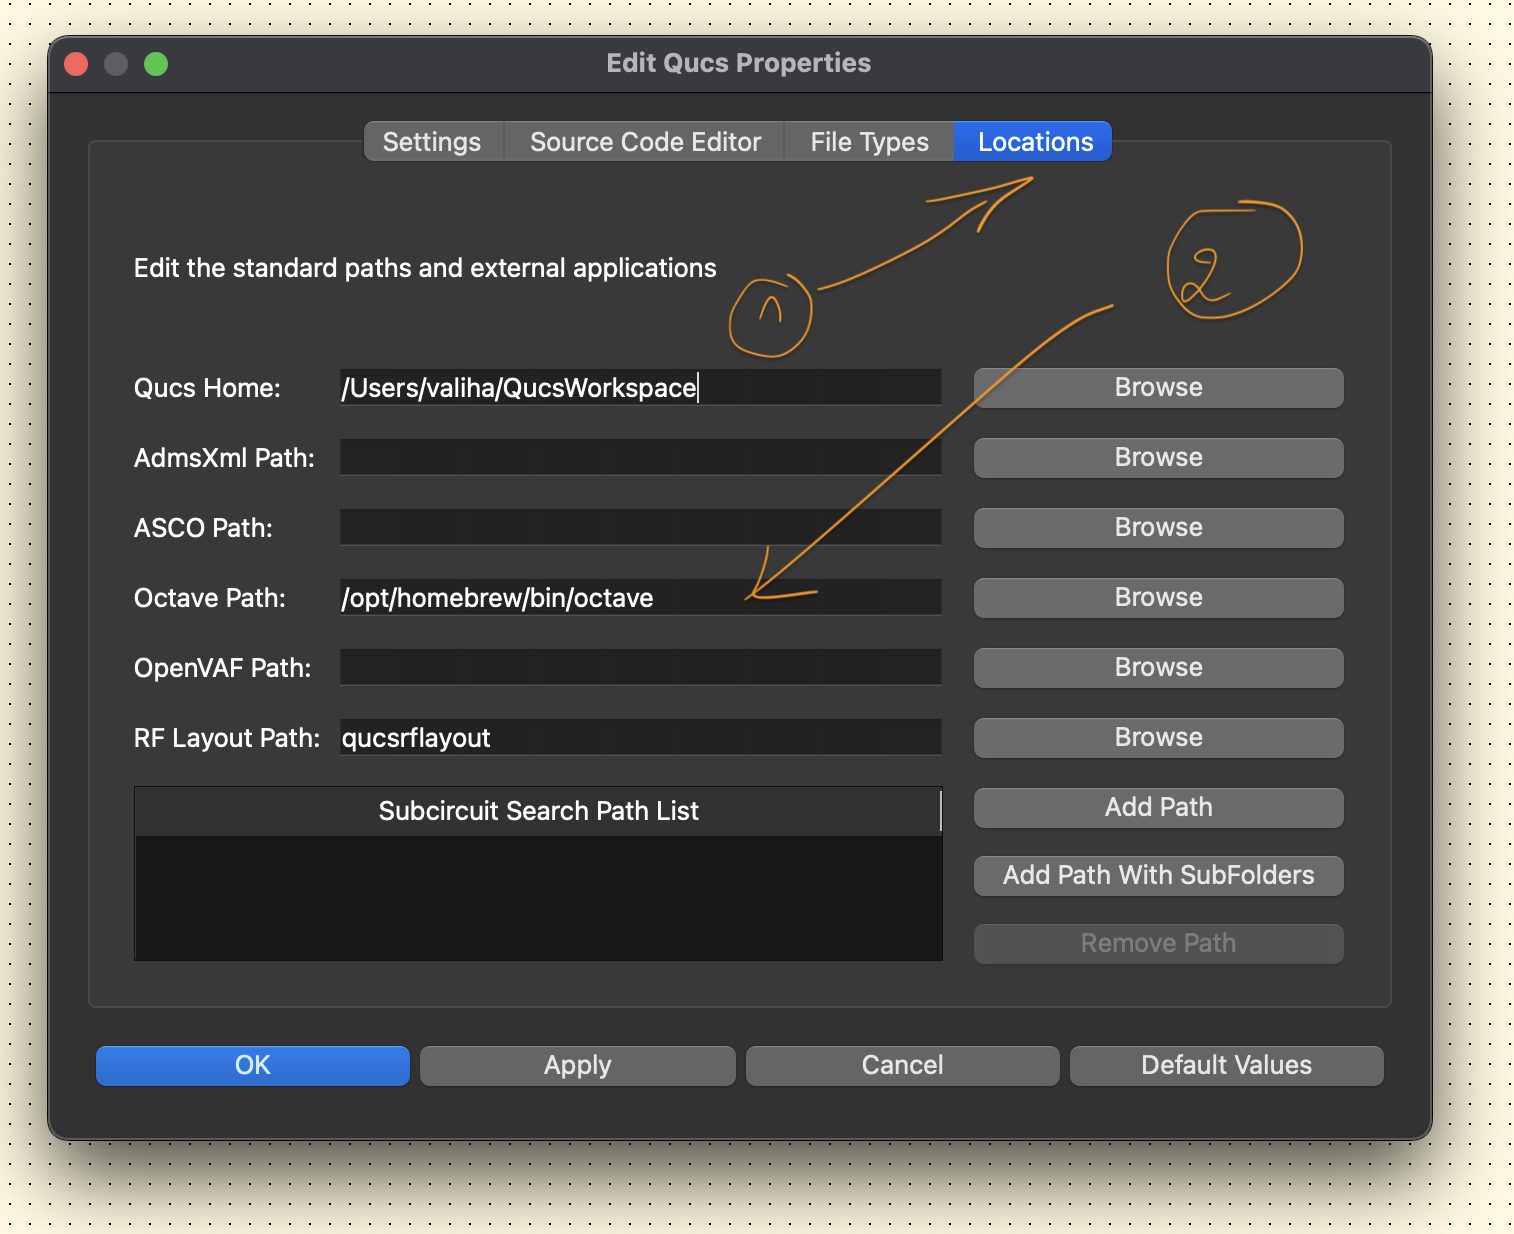 Edit Qucs Properties
Settings Source Code Editor File Types Locations
Edit the standard paths and external applications
2
Qucs Home: /Users/valiha/QucsWorkspace Browse
AdmsXml Path: Browse
ASCO Path: Browse
Octave Path: /opt/homebrew/bin/octave Browse
OpenVAF Path: Browse
RF Layout Path: qucsrflayout Browse
Subcircuit Search Path List
Add Path
Add Path With SubFolders
Remove Path
OK Apply Cancel Default Values